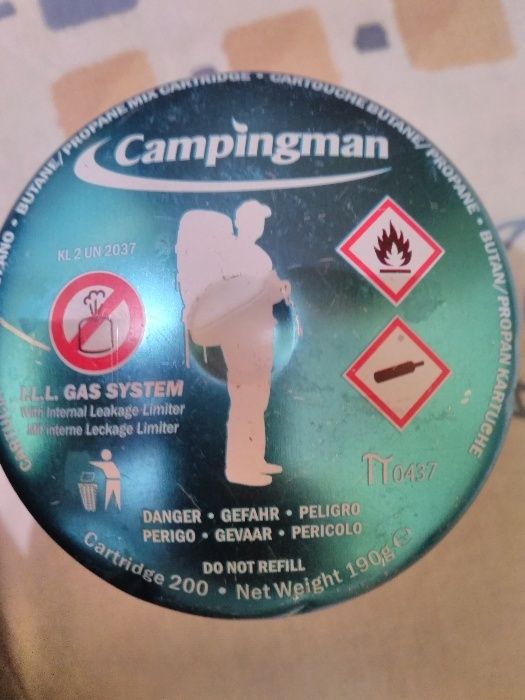 BUTANE/PROPANE MIX CARTRIDGE • CARTOUCHE BUTANE/PROPANE • BUTAN/PROPAN KARTUCHE
Campingman
KL 2 UN 2037
I.L.L. GAS SYSTEM
With Internal Leakage Limiter
Mit interne Leckage Limiter
π0437
DANGER • GEFAHR • PELIGRO
PERIGO • GEVAAR • PERICOLO
DO NOT REFILL
Cartridge 200 • Net Weight 190g ℮